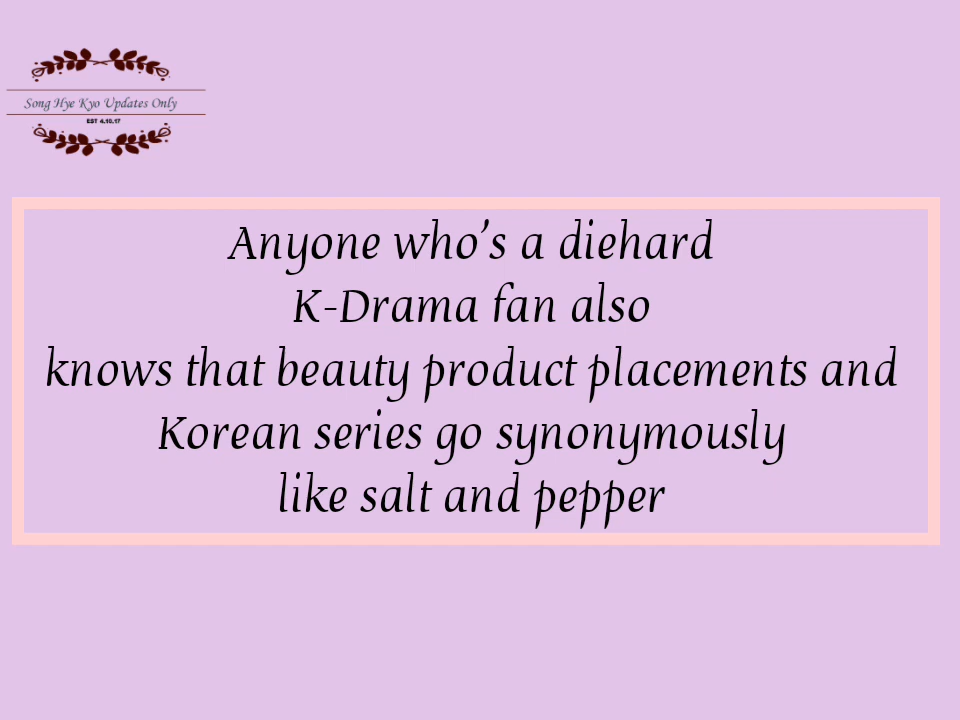 Song Hye Kyo Updates Only
EST 4.10.17
Anyone who's a diehard
K-Drama fan also
knows that beauty product placements and
Korean series go synonymously
like salt and pepper